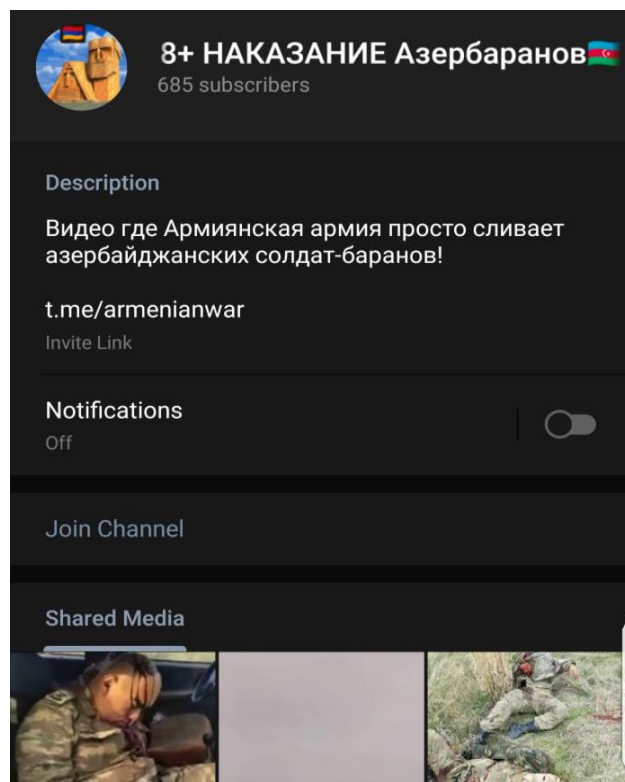 8+ НАКАЗАНИЕ Азербаранов
685 subscribers
Description
Видео где Армиянская армия просто сливает
азербайджанских солдат-баранов!
t.me/armenianwar
Invite Link
Notifications
Off
Join Channel
Shared Media